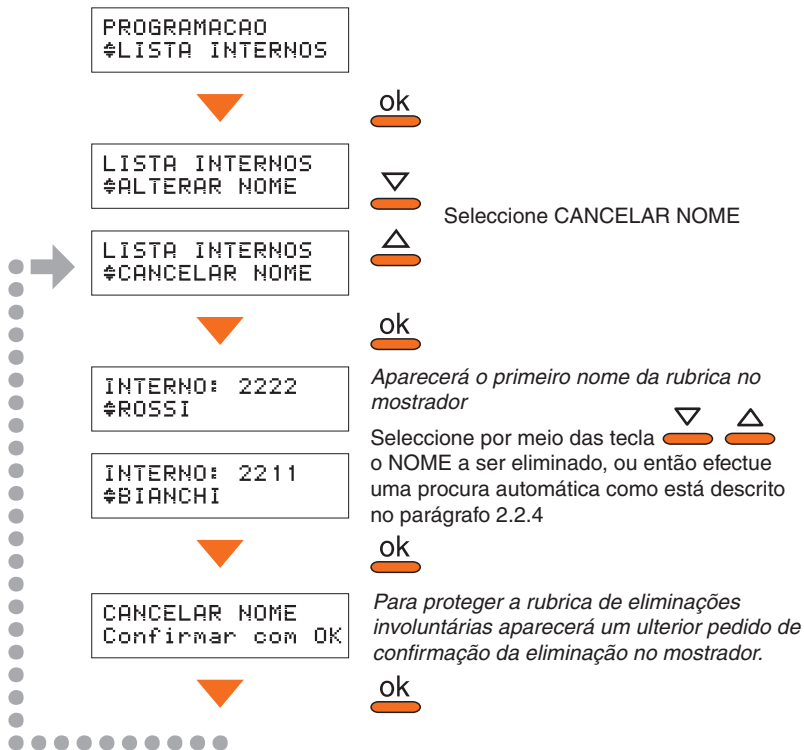 PROGRAMACAO
LISTA INTERNOS
ok
LISTA INTERNOS
ALTERAR NOME
Seleccione CANCELAR NOME
LISTA INTERNOS
CANCELAR NOME
ok
INTERNO: 2222
ROSSI
Aparecerá o primeiro nome da rubrica no
mostrador
Seleccione por meio das tecla
o NOME a ser eliminado, ou então efectue
uma procura automática como está descrito
no parágrafo 2.2.4
INTERNO: 2211
BIANCHI
ok
CANCELAR NOME
Confirmar com OK
Para proteger a rubrica de eliminações
involuntárias aparecerá um ulterior pedido de
confirmação da eliminação no mostrador.
ok